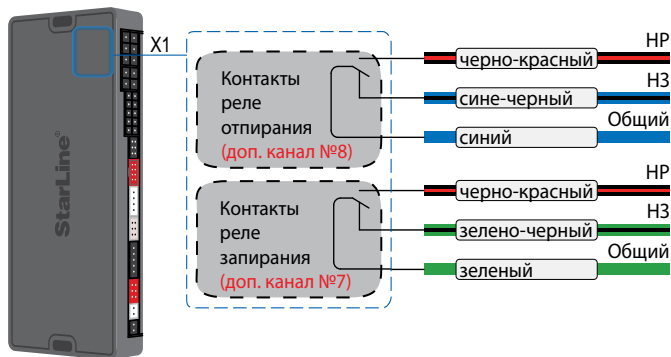 X1
StarLine®
Контакты
реле
отпирания
(доп. канал №8)
черно-красный
НР
сине-черный
НЗ
синий
Общий
Контакты
реле
запирания
(доп. канал №7)
черно-красный
НР
зелено-черный
НЗ
зеленый
Общий